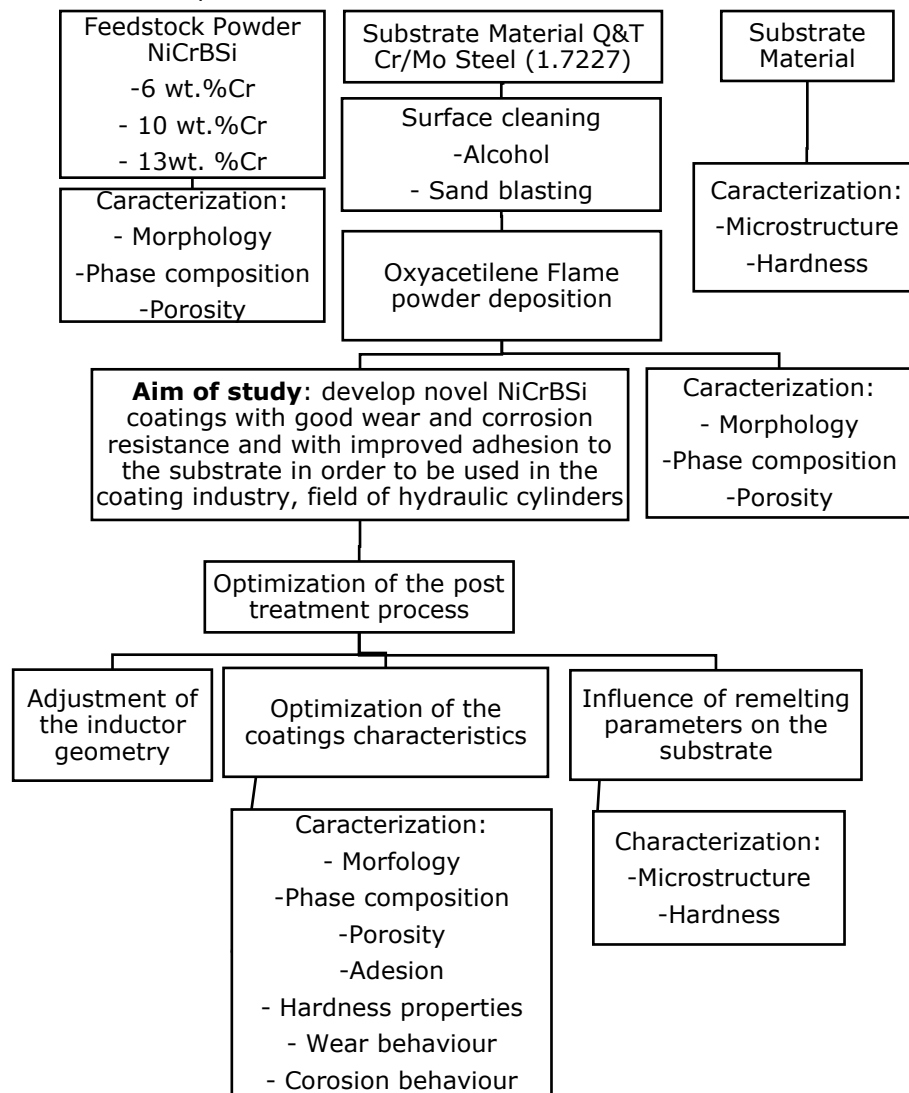 Feedstock Powder
NiCrBSi
-6 wt.%Cr
- 10 wt.%Cr
- 13wt. %Cr
Substrate Material Q&T
Cr/Mo Steel (1.7227)
Substrate
Material
Surface cleaning
-Alcohol
- Sand blasting
Caracterization:
- Morphology
-Phase composition
-Porosity
Caracterization:
-Microstructure
-Hardness
Oxyacetilene Flame
powder deposition
Aim of study: develop novel NiCrBSi
coatings with good wear and corrosion
resistance and with improved adhesion to
the substrate in order to be used in the
coating industry, field of hydraulic cylinders
Caracterization:
- Morphology
-Phase composition
-Porosity
Optimization of the post
treatment process
Adjustment of
the inductor
geometry
Optimization of the
coatings characteristics
Influence of remelting
parameters on the
substrate
Caracterization:
- Morfology
-Phase composition
-Porosity
-Adesion
- Hardness properties
- Wear behaviour
- Corosion behaviour
Characterization:
-Microstructure
-Hardness